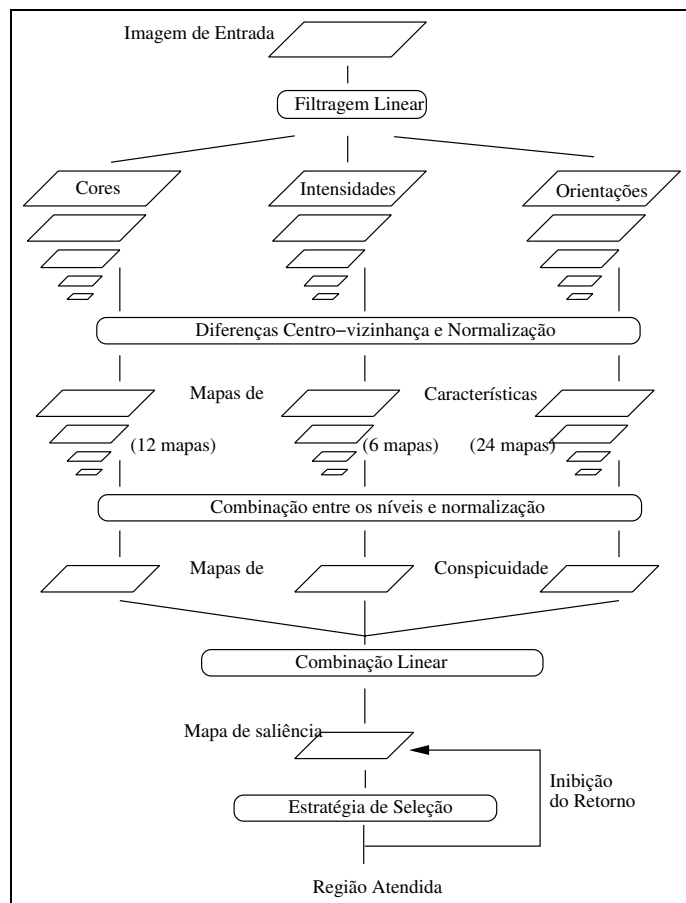 Imagem de Entrada
Filtragem Linear
Cores
Intensidades
Orientações
Diferenças Centro−vizinhança e Normalização
Mapas de
Características
(12 mapas)
(6 mapas)
(24 mapas)
Combinação entre os níveis e normalização
Mapas de
Conspicuidade
Combinação Linear
Mapa de saliência
Inibição
do Retorno
Estratégia de Seleção
Região Atendida